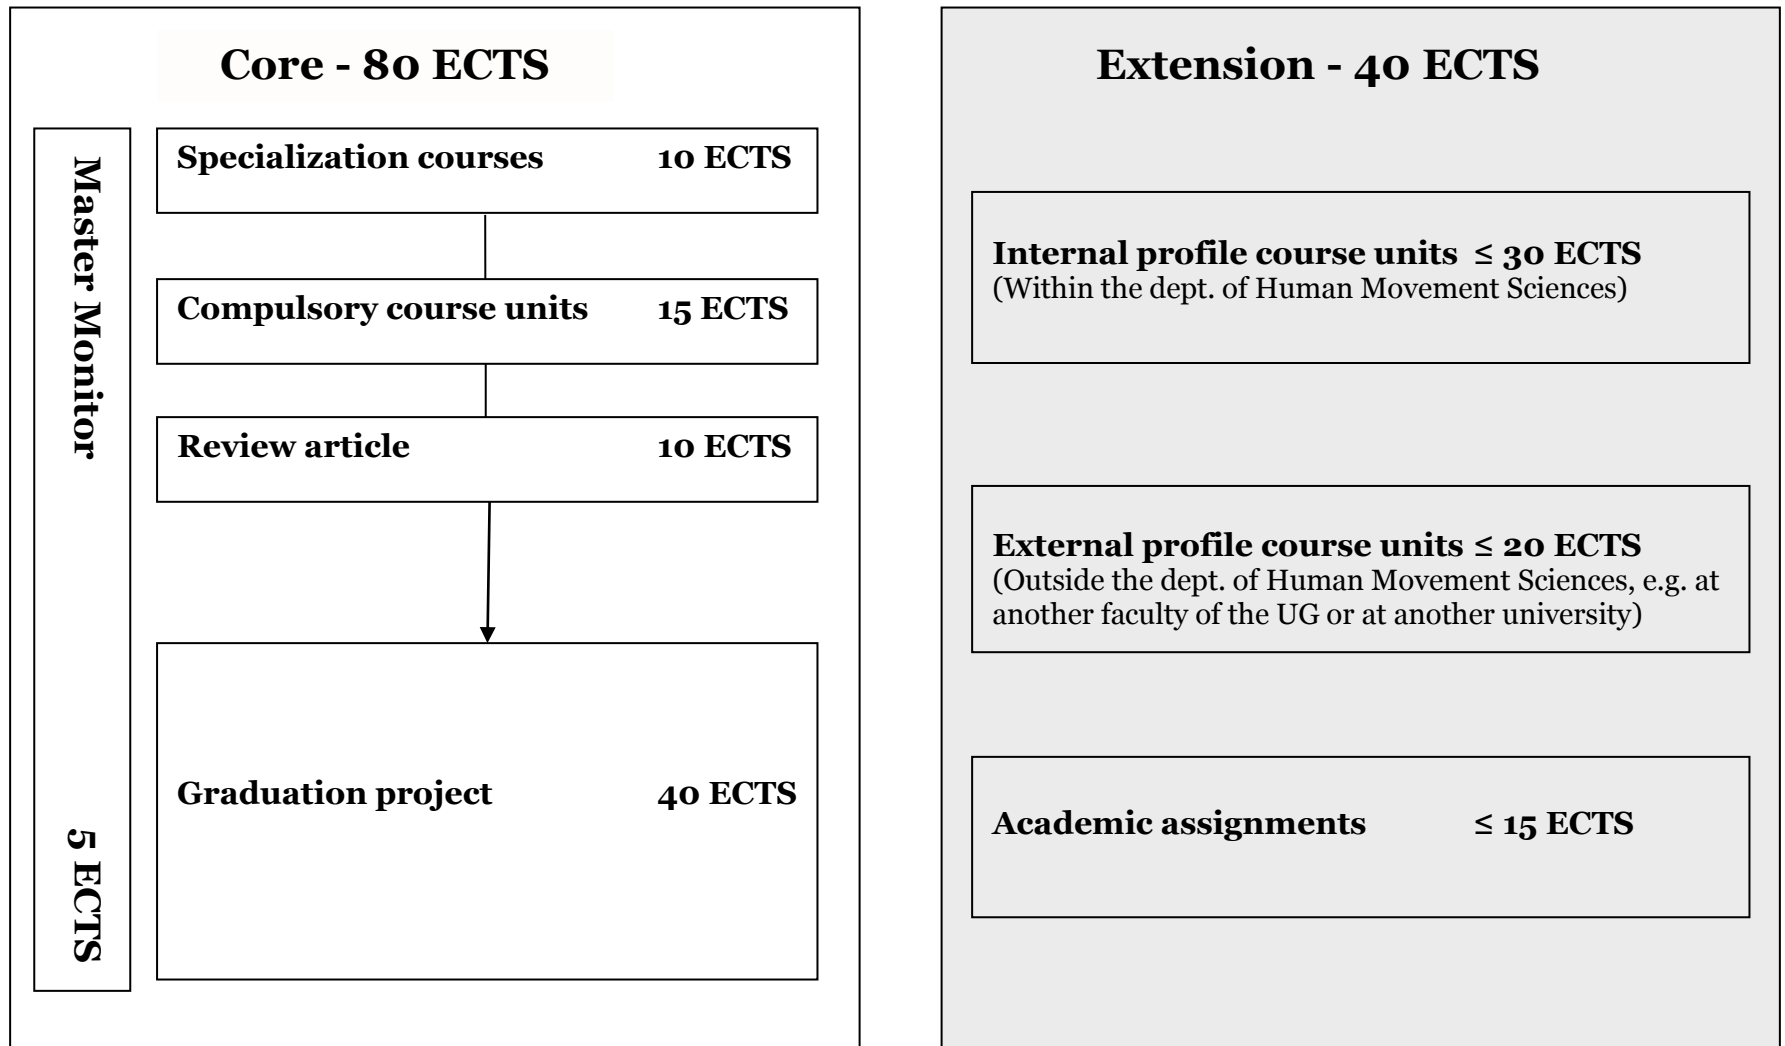 Core - 80 ECTS
Master Monitor 5 ECTS
Specialization courses 10 ECTS
Compulsory course units 15 ECTS
Review article 10 ECTS
Graduation project 40 ECTS
Extension - 40 ECTS
Internal profile course units ≤ 30 ECTS
(Within the dept. of Human Movement Sciences)
External profile course units ≤ 20 ECTS
(Outside the dept. of Human Movement Sciences, e.g. at
another faculty of the UG or at another university)
Academic assignments ≤ 15 ECTS